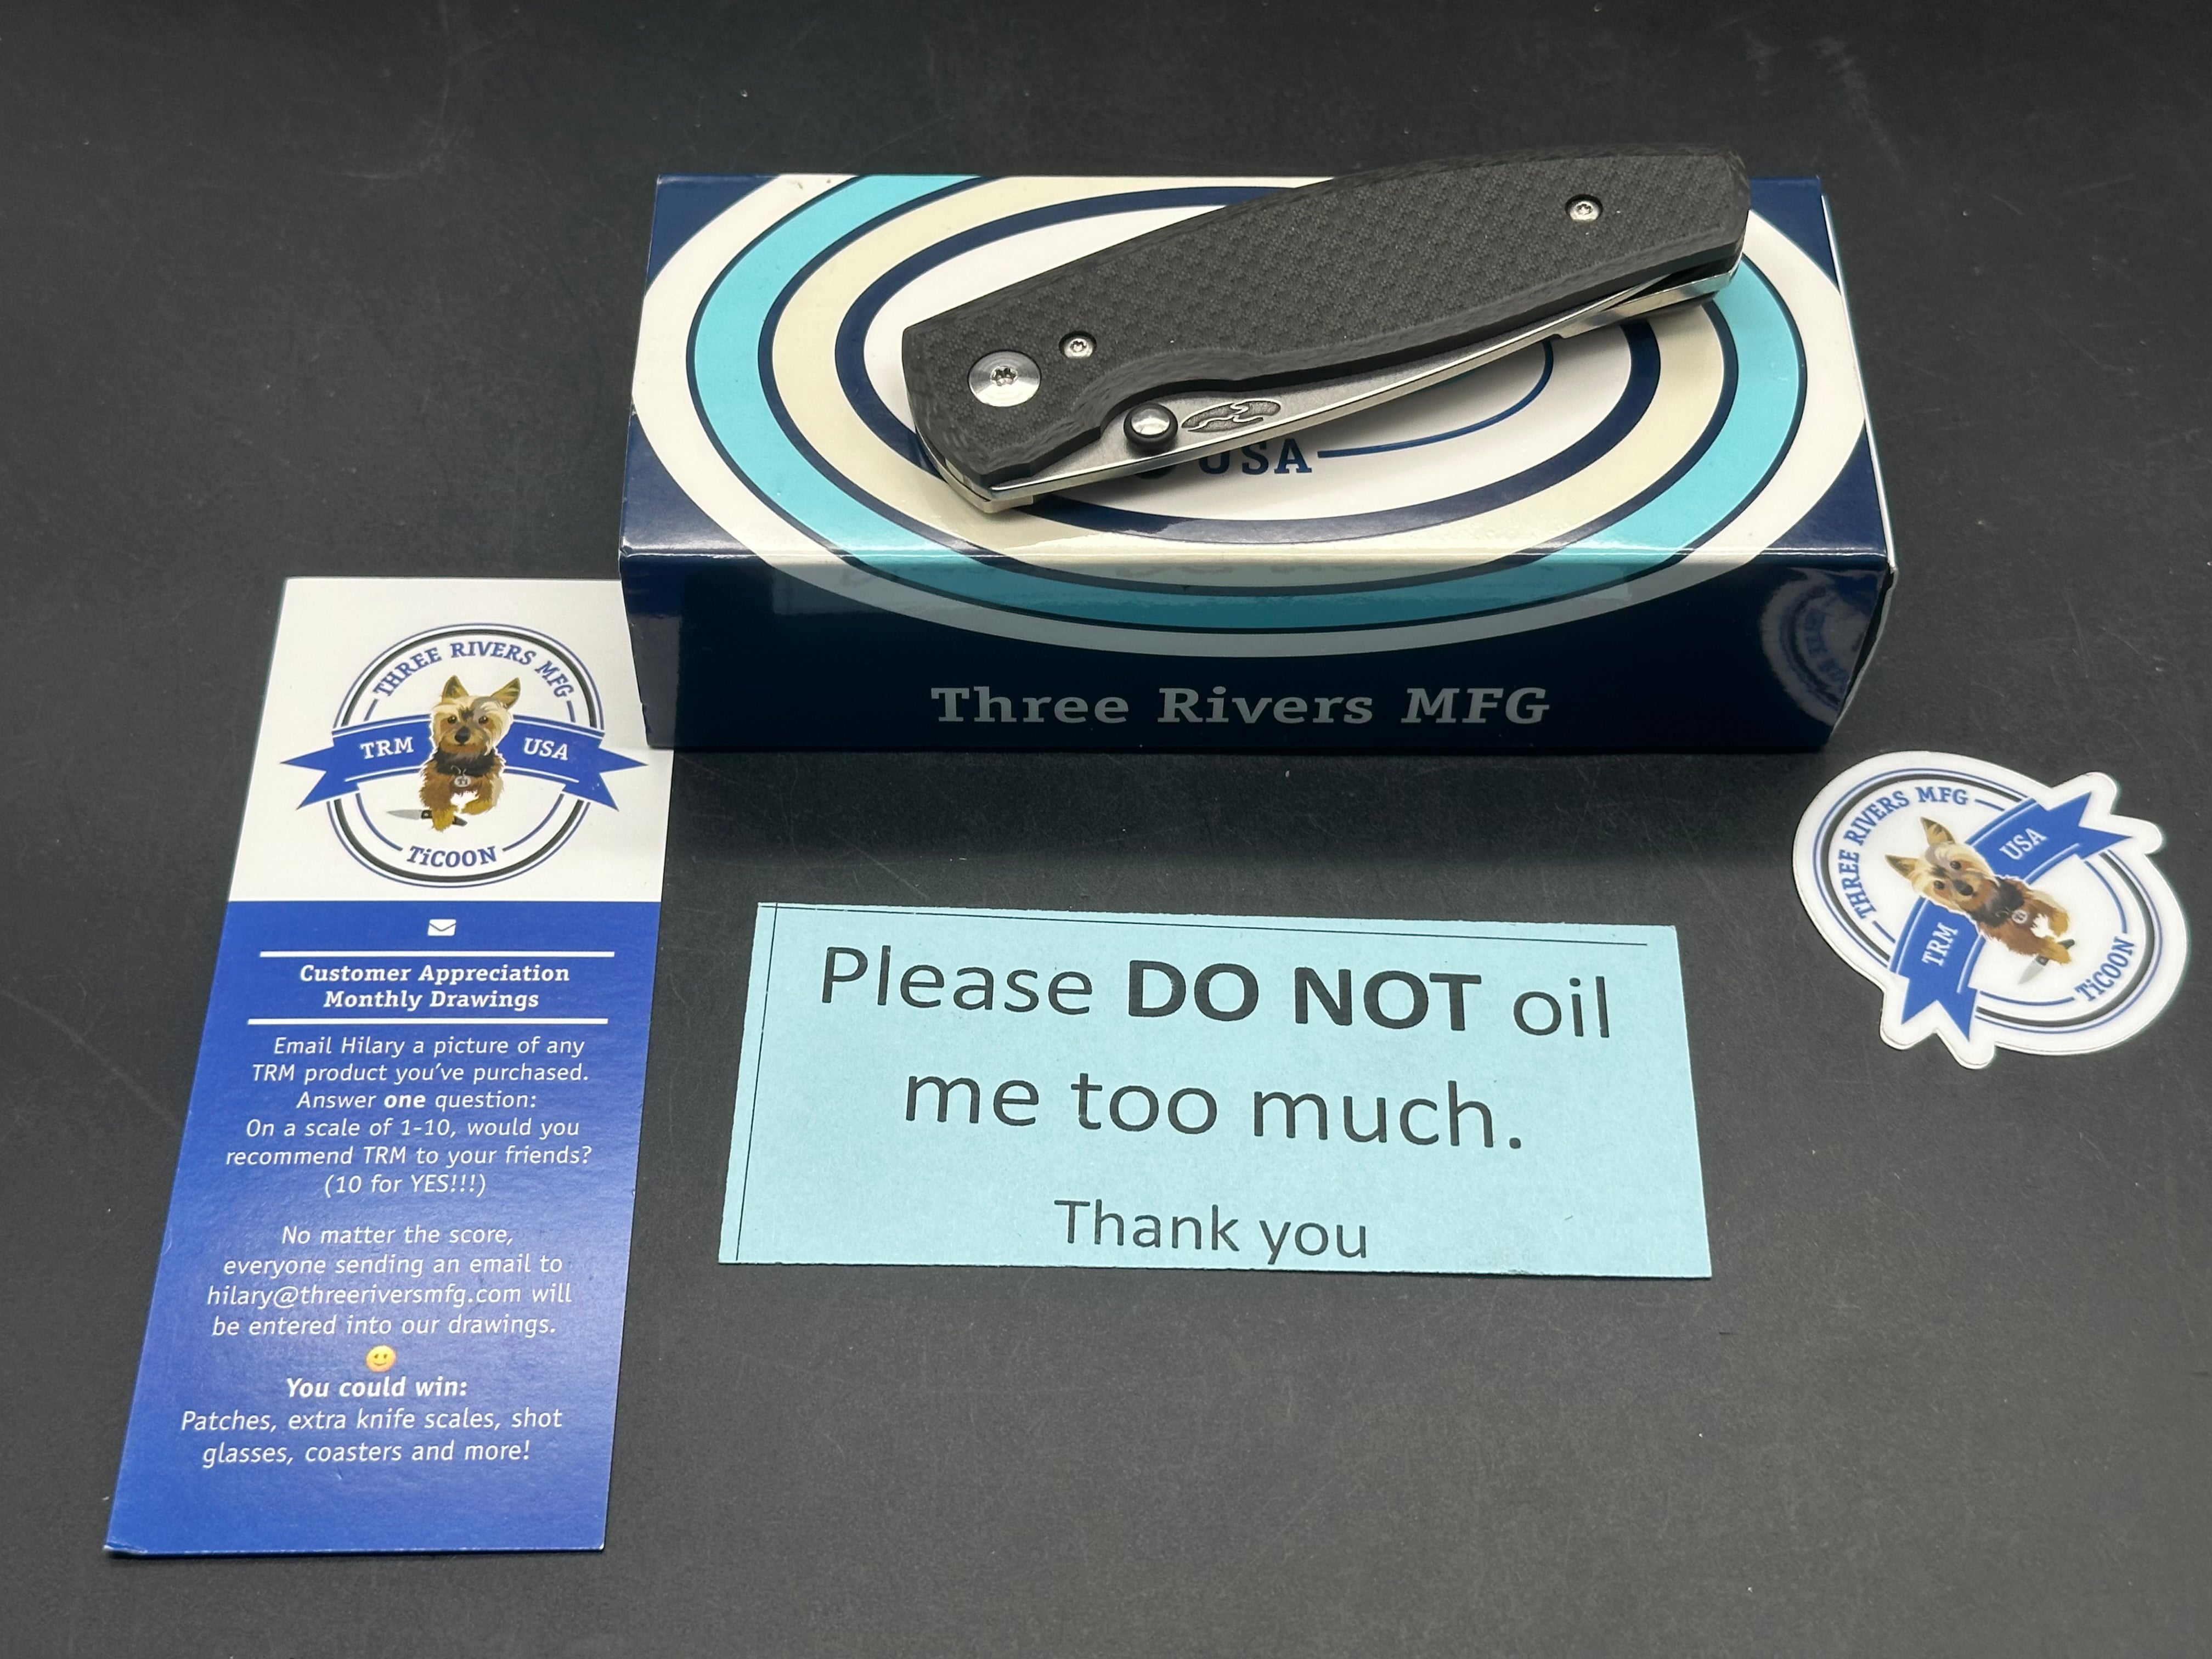 USA
Three Rivers MFG
THREE RIVERS MFG
TRM USA
TiCOON
Customer Appreciation
Monthly Drawings
Email Hilary a picture of any
TRM product you've purchased.
Answer one question:
On a scale of 1-10, would you
recommend TRM to your friends?
(10 for YES!!!)
No matter the score,
everyone sending an email to
hilary@threeriversmfg.com will
be entered into our drawings.
You could win:
Patches, extra knife scales, shot
glasses, coasters and more!
Please DO NOT oil
me too much.
Thank you
THREE RIVERS MFG
TRM USA
TiCOON